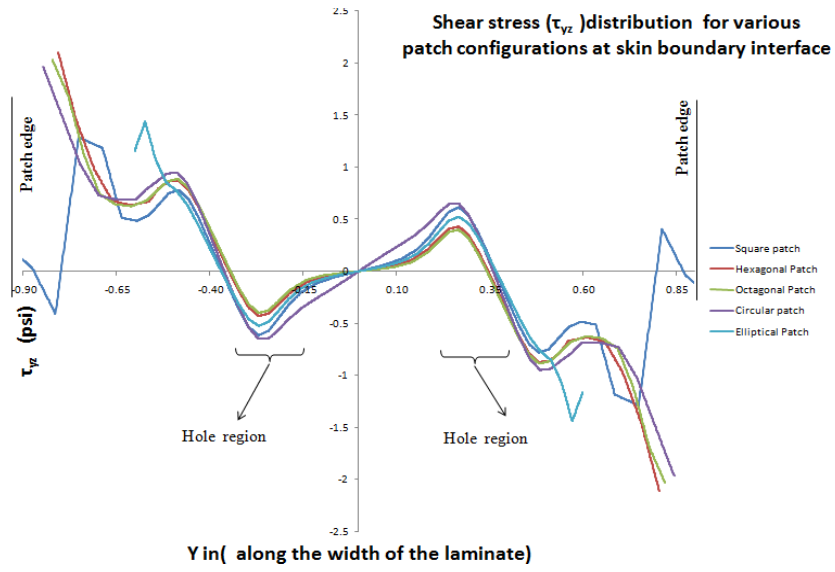 Shear stress (τyz )distribution for various
patch configurations at skin boundary interface
2.5
2
1.5
1
0.5
0
-0.5
-1
-1.5
-2
-2.5
-0.90
-0.65
-0.40
-0.15
0.10
0.35
0.60
0.85
Patch edge
Patch edge
τyz (psi)
Hole region
Hole region
Square patch
Hexagonal Patch
Octagonal Patch
Circular patch
Elliptical Patch
Y in( along the width of the laminate)